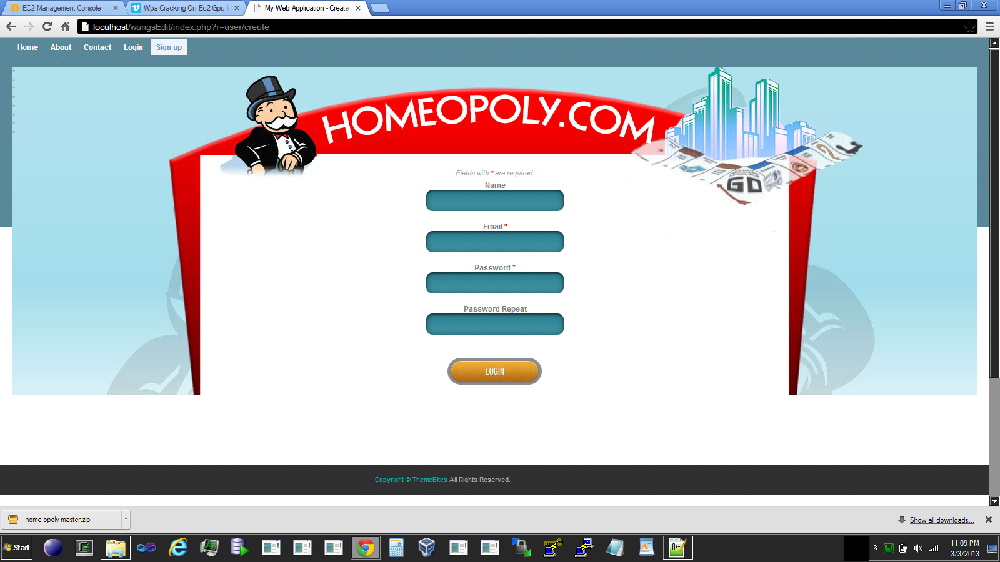 EC2 Management Console
Wpa Cracking On Ec2 Gpu
My Web Application - Create
localhost/wangsEdit/index.php?r=user/create
Home About Contact Login Sign up
HOMEOPOLY.COM
GO
Fields with * are required.
Name
Email *
Password *
Password Repeat
LOGIN
Copyright © ThemeBites All Rights Reserved.
home-opoly-master.zip
Show all downloads...
Start
11:09 PM
3/3/2013